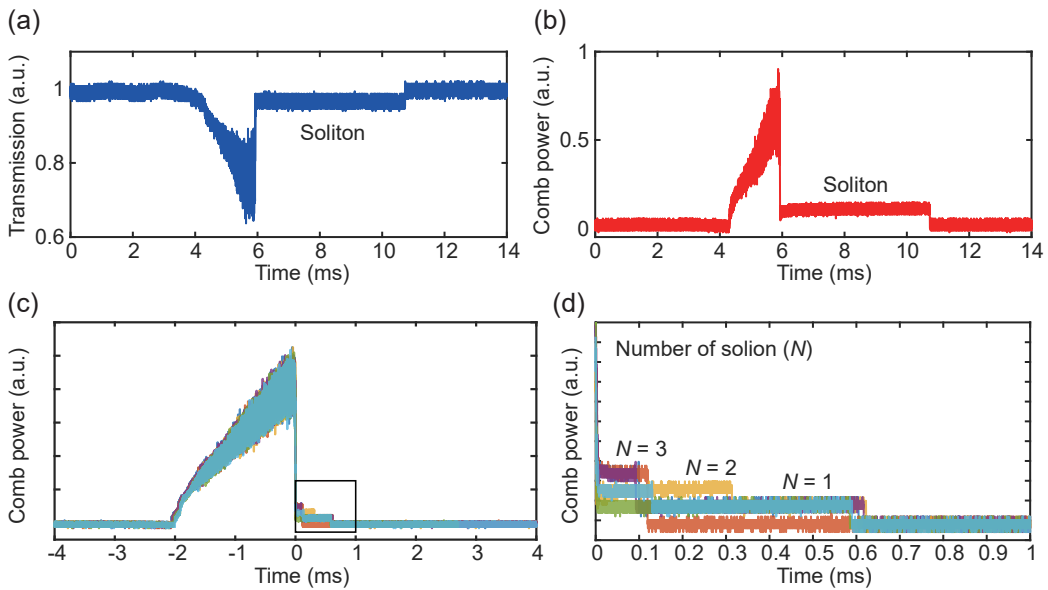 (a)
Transmission (a.u.)
1
0.8
0.6
Soliton
0 2 4 6 8 10 12 14
Time (ms)
(b)
Comb power (a.u.)
1
0.5
0
Soliton
0 2 4 6 8 10 12 14
Time (ms)
(c)
Comb power (a.u.)
-4 -3 -2 -1 0 1 2 3 4
Time (ms)
(d)
Comb power (a.u.)
Number of solion (N)
N = 3
N = 2
N = 1
0 0.1 0.2 0.3 0.4 0.5 0.6 0.7 0.8 0.9 1
Time (ms)